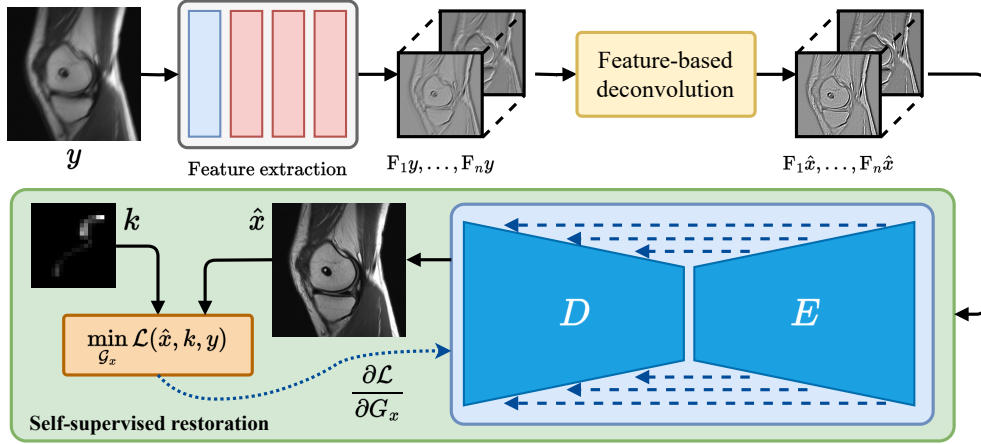 y
Feature extraction
F₁y, . . . , Fₙy
Feature-based
deconvolution
F₁x̂, . . . , Fₙx̂
k
x̂
D
E
min L(x̂, k, y)
𝒢ₓ
∂L
∂Gₓ
Self-supervised restoration